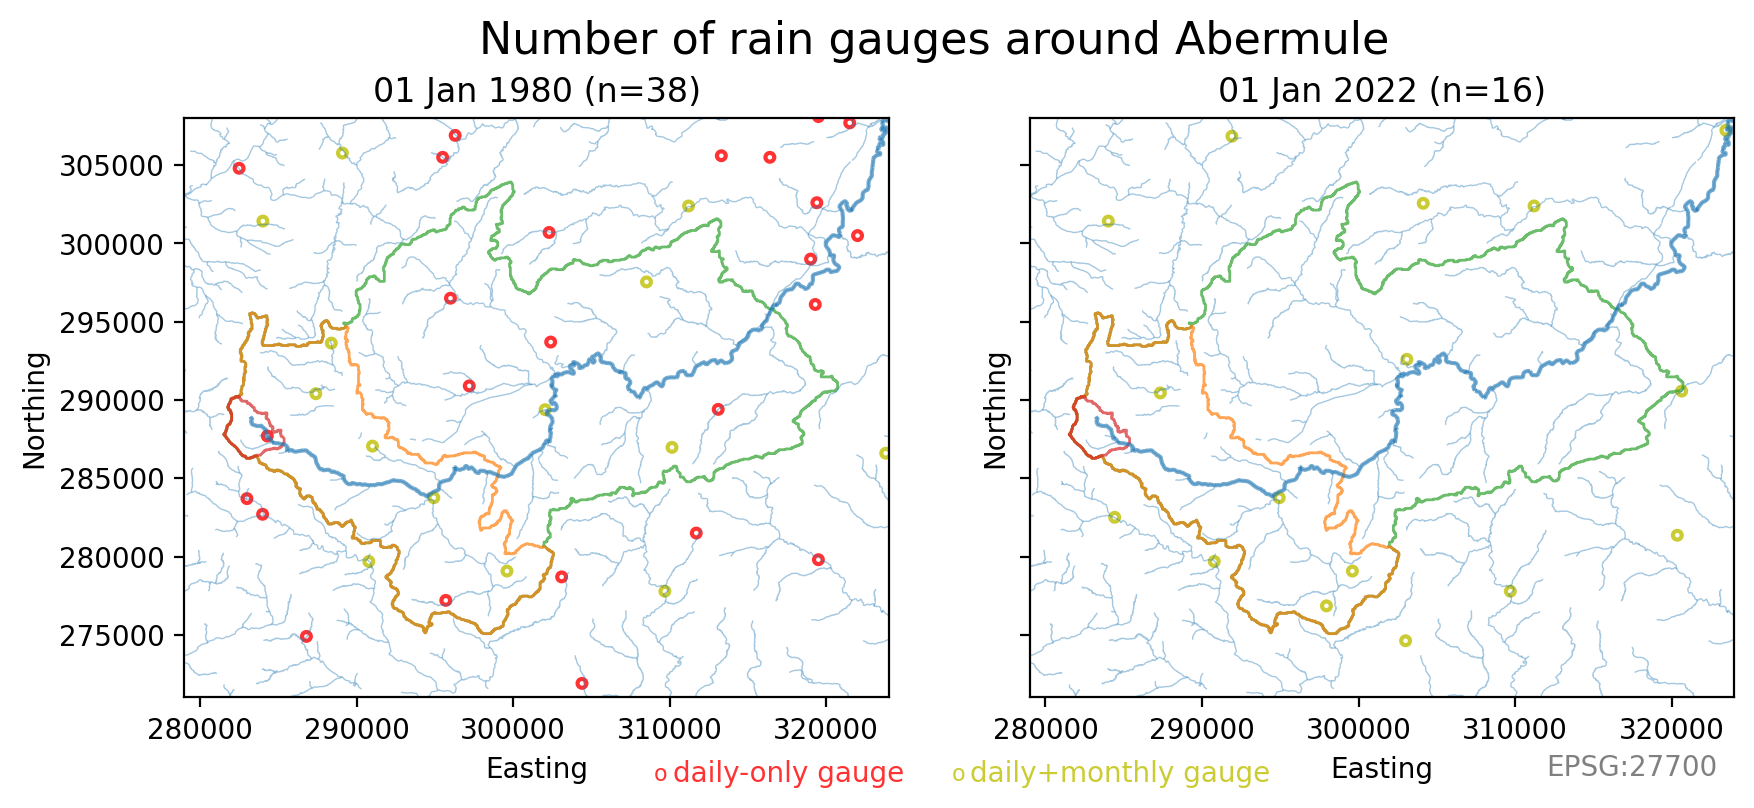 Number of rain gauges around Abermule
01 Jan 1980 (n=38)
01 Jan 2022 (n=16)
305000
300000
295000
290000
285000
280000
275000
Northing
Northing
280000 290000 300000 310000 320000
280000 290000 300000 310000 320000
Easting
Easting
o daily-only gauge
o daily+monthly gauge
EPSG:27700